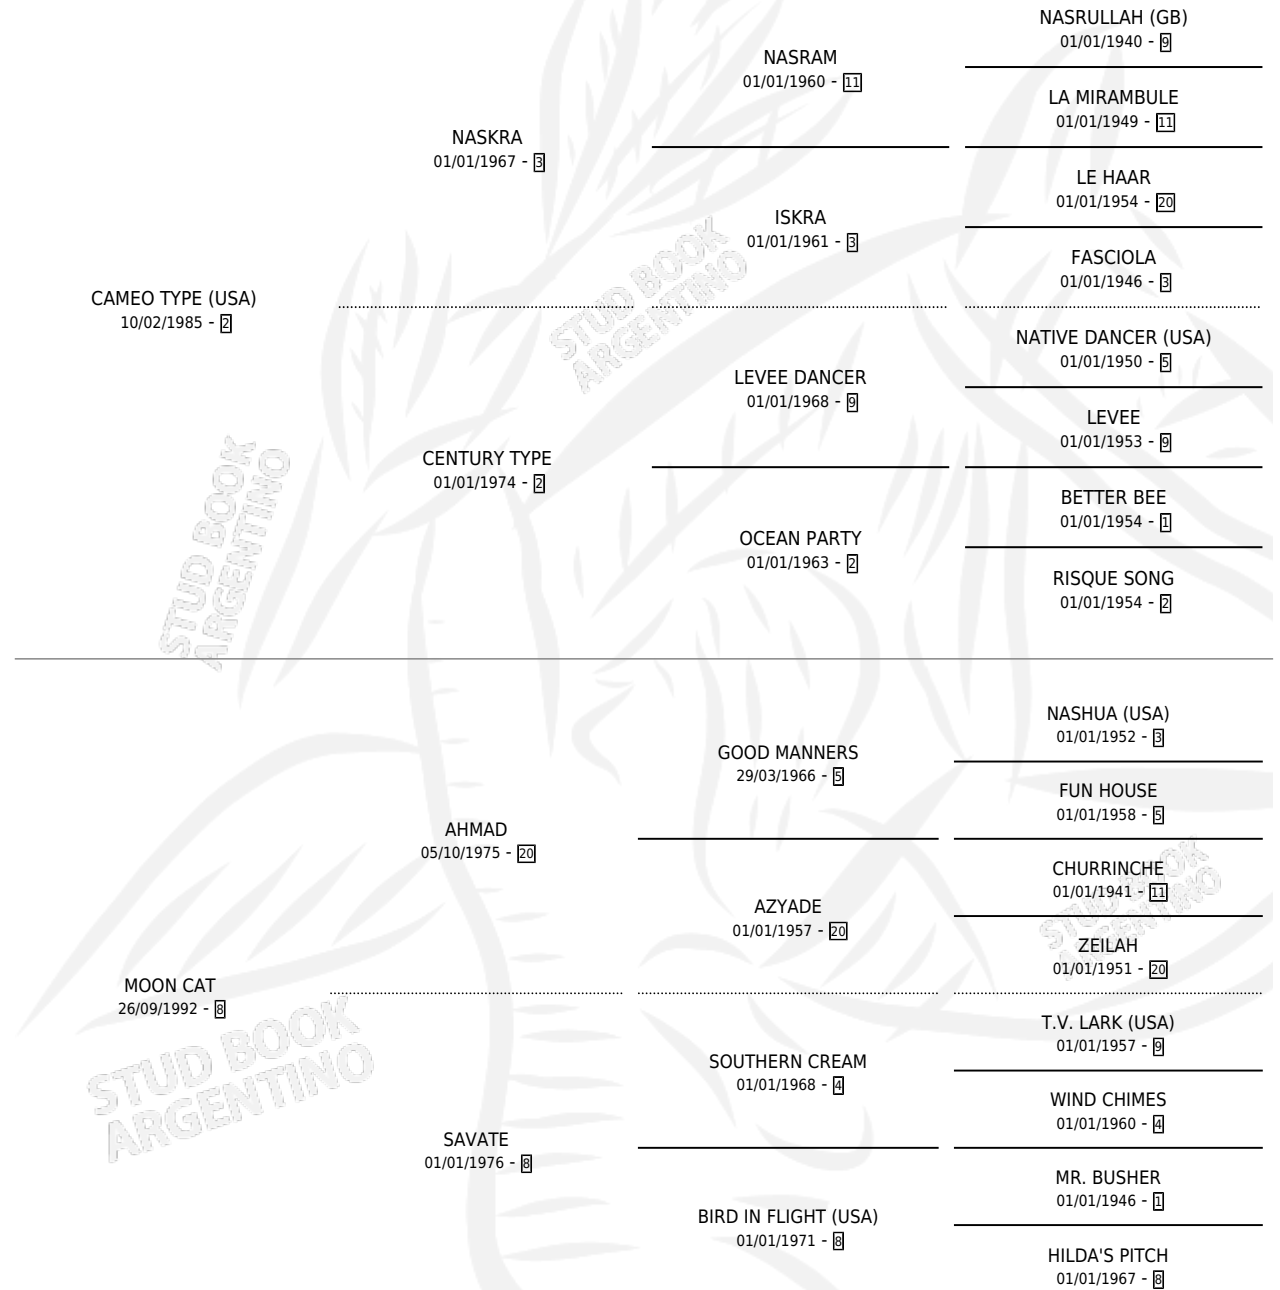 NASRULLAH (GB)
01/01/1940 - 9
NASRAM
01/01/1960 - 11
LA MIRAMBULE
01/01/1949 - 11
NASKRA
01/01/1967 - 3
LE HAAR
01/01/1954 - 20
ISKRA
01/01/1961 - 3
FASCIOLA
01/01/1946 - 3
CAMEO TYPE (USA)
10/02/1985 - 2
NATIVE DANCER (USA)
01/01/1950 - 5
LEVEE DANCER
01/01/1968 - 9
LEVEE
01/01/1953 - 9
CENTURY TYPE
01/01/1974 - 2
BETTER BEE
01/01/1954 - 1
OCEAN PARTY
01/01/1963 - 2
RISQUE SONG
01/01/1954 - 2
STUD BOOK
ARGENTINO
STUD BOOK
ARGENTINO
NASHUA (USA)
01/01/1952 - 3
GOOD MANNERS
29/03/1966 - 5
FUN HOUSE
01/01/1958 - 5
AHMAD
05/10/1975 - 20
CHURRINCHE
01/01/1941 - 11
AZYADE
01/01/1957 - 20
ZEILAH
01/01/1951 - 20
MOON CAT
26/09/1992 - 8
T.V. LARK (USA)
01/01/1957 - 9
SOUTHERN CREAM
01/01/1968 - 4
WIND CHIMES
01/01/1960 - 4
SAVATE
01/01/1976 - 8
MR. BUSHER
01/01/1946 - 1
BIRD IN FLIGHT (USA)
01/01/1971 - 8
HILDA'S PITCH
01/01/1967 - 8
STUD BOOK
ARGENTINO
STUD BOOK
ARGENTINO